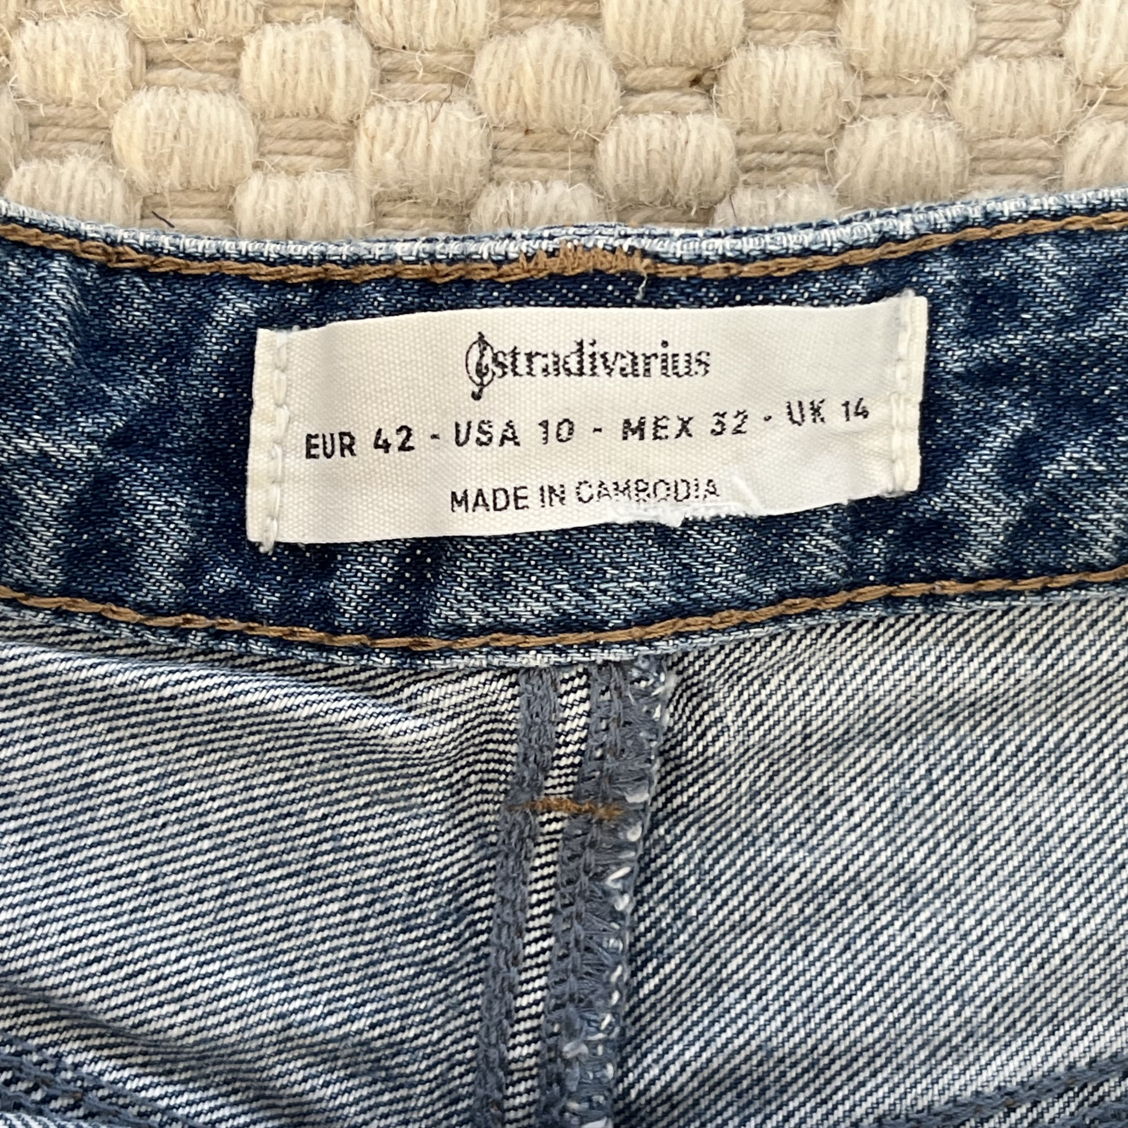 stradivarius
EUR 42 - USA 10 - MEX 32 - UK 14
MADE IN CAMBODIA